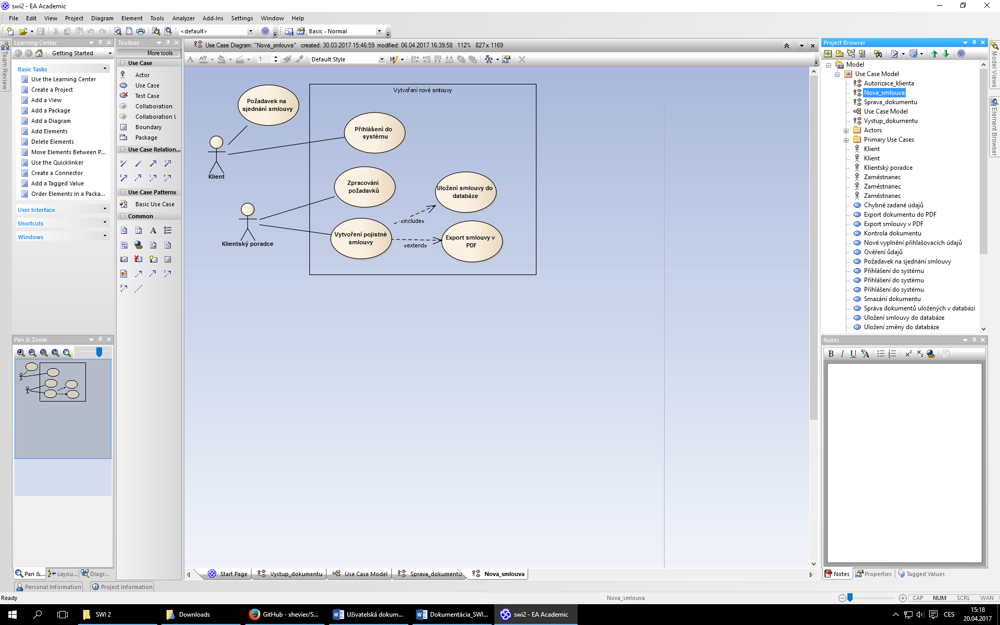 swi2 - EA Academic
File Edit View Project Diagram Element Tools Analyzer Add-Ins Settings Window Help
<default>
Basic - Normal
Team Review
Learning Center
Getting Started
Basic Tasks
Use the Learning Center
Create a Project
Add a View
Add a Package
Add a Diagram
Add Elements
Delete Elements
Move Elements Between P...
Use the Quicklinker
Create a Connector
Add a Tagged Value
Order Elements in a Packa...
User Interface
Shortcuts
Windows
Pan & Zoom
Pan &... Layou... Diagr...
Personal Information Project Information
Toolbox
More tools...
Use Case
Actor
Use Case
Test Case
Collaboration
Collaboration U
Boundary
Package
Use Case Relation...
Use Case Patterns
Basic Use Case
Common
Use Case Diagram: "Nova_smlouva" created: 30.03.2017 15:46:59 modified: 06.04.2017 16:39:58 112% 827 x 1169
1
Default Style
Vytvoření nové smlouvy
Požadavek na
sjednání smlouvy
Přihlášení do
systému
Klient
Zpracování
požadavků
Uložení smlouvy do
databáze
«include»
Klientský poradce
Vytvoření pojistné
smlouvy
«extend»
Export smlouvy v
PDF
Start Page Vystup_dokumentu Use Case Model Sprava_dokumentu Nova_smlouva
Project Browser
Model
Use Case Model
Autorizace_klienta
Nova_smlouva
Sprava_dokumentu
Use Case Model
Vystup_dokumentu
Actors
Primary Use Cases
Klient
Klient
Klientský poradce
Zaměstnanec
Zaměstnanec
Zaměstnanec
Chybně zadané údajů
Export dokumentu do PDF
Export smlouvy v PDF
Kontrola dokumentu
Nové vyplnění přihlašovacích údajů
Ověření ůdajů
Požadavek na sjednání smlouvy
Přihlášení do systému
Přihlášení do systému
Přihlášení do systému
Smazání dokumentu
Správa dokumentů uložených v databázi
Uložení smlouvy do databáze
Uložení změny do databáze
Notes
B I U A
Notes Properties Tagged Values
Model Views
Element Browser
Ready
Nova_smlouva
CAP NUM SCRL WAN
SWI 2
Downloads
GitHub - xhevier/S...
Uživatelská dokum...
Dokumentácia_SWI...
swi2 - EA Academic
CES
15:18
20.04.2017